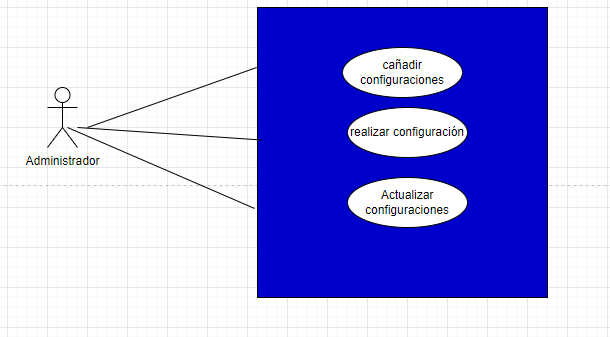 cañadir
configuraciones
realizar configuración
Administrador
Actualizar
configuraciones